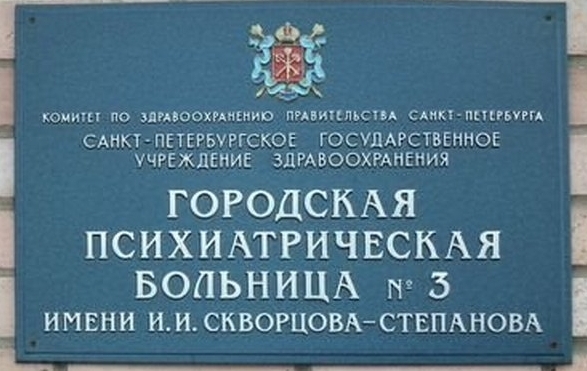 КОМИТЕТ ПО ЗДРАВООХРАНЕНИЮ ПРАВИТЕЛЬСТВА САНКТ-ПЕТЕРБУРГА
САНКТ-ПЕТЕРБУРГСКОЕ ГОСУДАРСТВЕННОЕ
УЧРЕЖДЕНИЕ ЗДРАВООХРАНЕНИЯ
ГОРОДСКАЯ
ПСИХИАТРИЧЕСКАЯ
БОЛЬНИЦА № 3
ИМЕНИ И.И. СКВОРЦОВА-СТЕПАНОВА